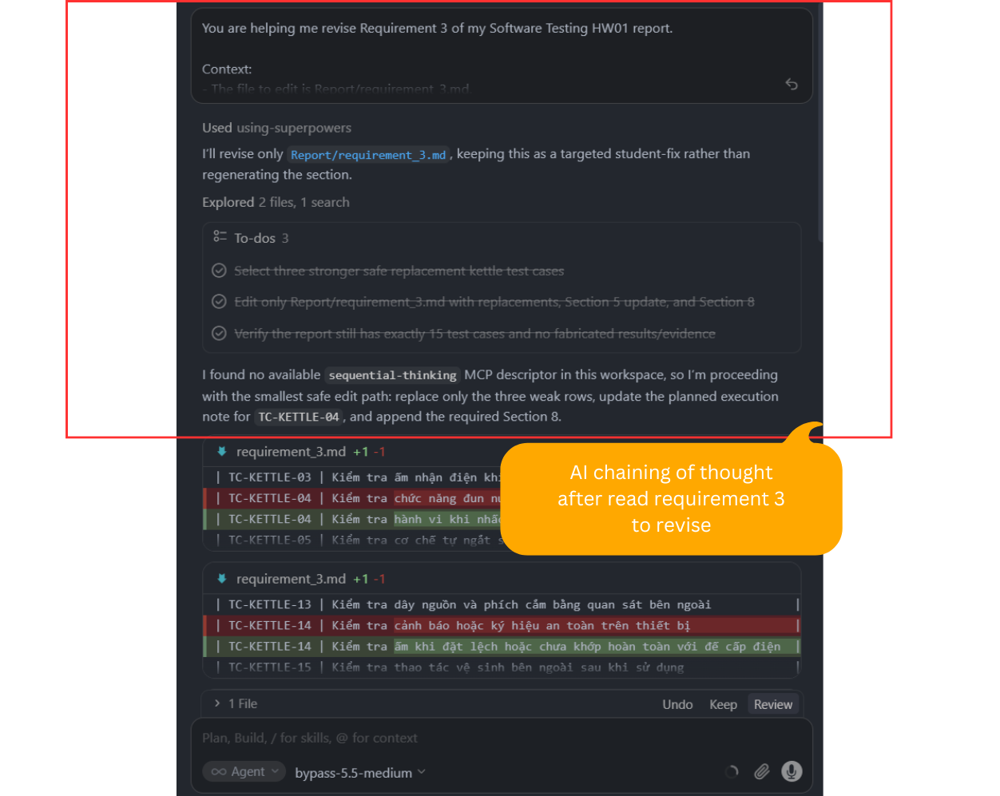 You are helping me revise Requirement 3 of my Software Testing HW01 report.
Context:
- The file to edit is Report/requirement_3.md.
Used using-superpowers
I'll revise only Report/requirement_3.md, keeping this as a targeted student-fix rather than
regenerating the section.
Explored 2 files, 1 search
To-dos 3
Select three stronger safe replacement kettle test cases
Edit only Report/requirement_3.md with replacements, Section 5 update, and Section 8
Verify the report still has exactly 15 test cases and no fabricated results/evidence
I found no available sequential-thinking MCP descriptor in this workspace, so I'm proceeding
with the smallest safe edit path: replace only the three weak rows, update the planned execution
note for TC-KETTLE-04, and append the required Section 8.
requirement_3.md +1 -1
| TC-KETTLE-03 | Kiểm tra ấm nhận điện khi
| TC-KETTLE-04 | Kiểm tra chức năng đun
| TC-KETTLE-04 | Kiểm tra hành vi khi nhấc
| TC-KETTLE-05 | Kiểm tra cơ chế tự ngắt
AI chaining of thought
after read requirement 3
to revise
requirement_3.md +1 -1
| TC-KETTLE-13 | Kiểm tra dây nguồn và phích cắm bằng quan sát bên ngoài |
| TC-KETTLE-14 | Kiểm tra cảnh báo hoặc ký hiệu an toàn trên thiết bị |
| TC-KETTLE-14 | Kiểm tra ấm khi đặt lệch hoặc chưa khớp hoàn toàn với đế cấp điện |
| TC-KETTLE-15 | Kiểm tra thao tác vệ sinh bên ngoài sau khi sử dụng |
1 File
Undo Keep Review
Plan, Build, / for skills, @ for context
Agent bypass-5.5-medium